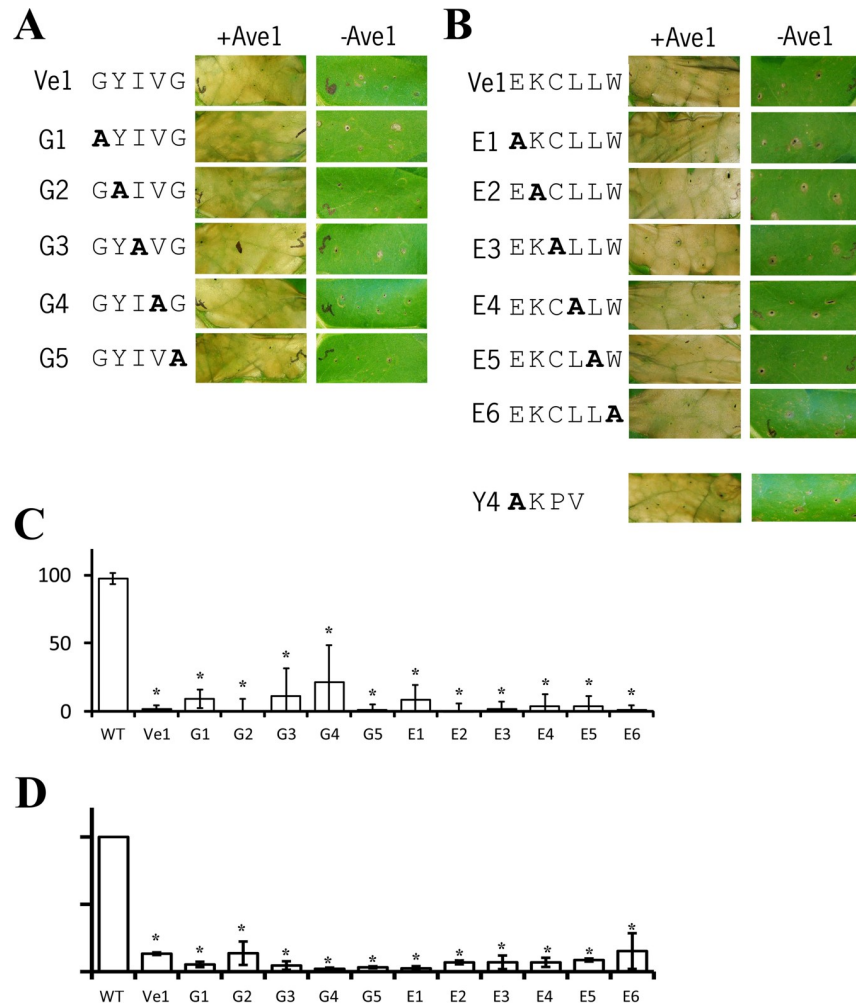 A
+Ave1 -Ave1
Ve1 GYIVG
G1 AYIVG
G2 GAIVG
G3 GYAVG
G4 GYIAG
G5 GYIVA
B
+Ave1 -Ave1
Ve1 EKCLLW
E1 AKCLLW
E2 EACLLW
E3 EKALLW
E4 EKCALW
E5 EKCLAW
E6 EKCLLA
Y4 AKPV
C
100
50
0
* * * * * * * * * * * *
WT Ve1 G1 G2 G3 G4 G5 E1 E2 E3 E4 E5 E6
D
* * * * * * * * * * * *
WT Ve1 G1 G2 G3 G4 G5 E1 E2 E3 E4 E5 E6